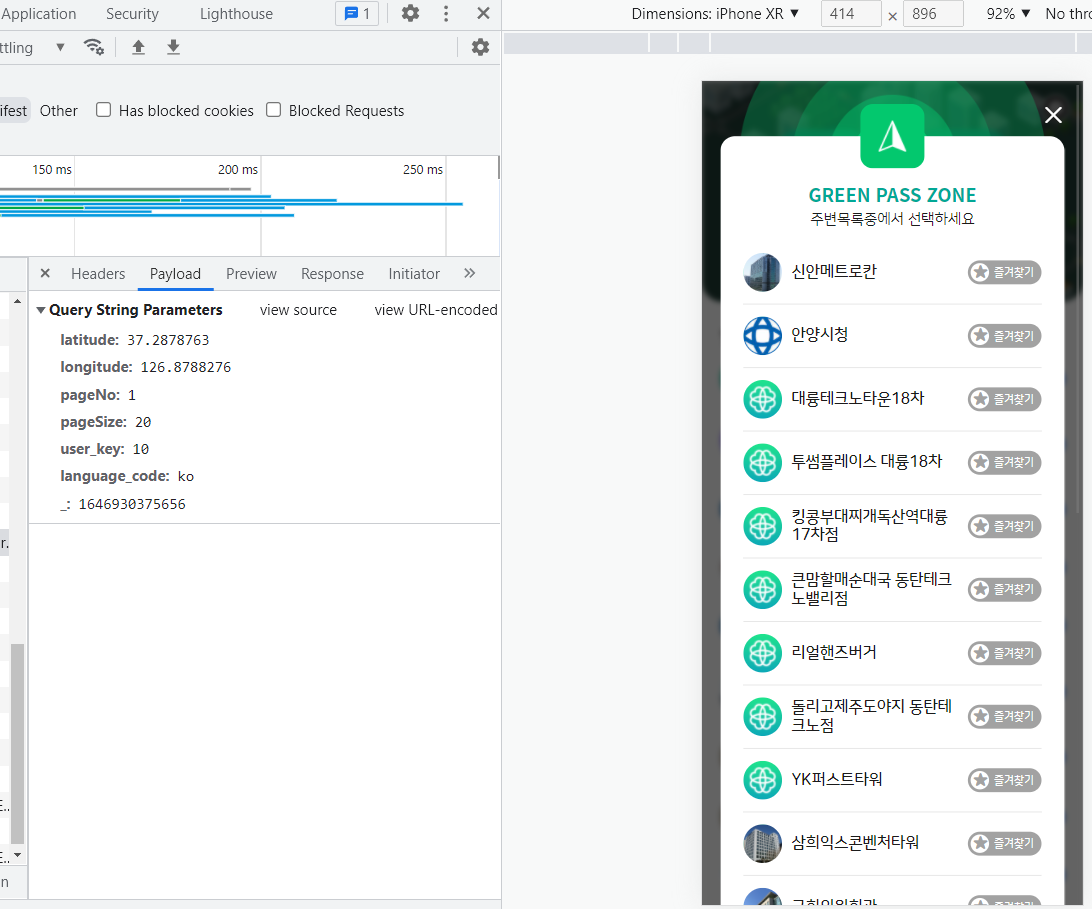 Application Security Lighthouse 1
ttling
ifest Other Has blocked cookies Blocked Requests
150 ms 200 ms 250 ms
Headers Payload Preview Response Initiator
Query String Parameters view source view URL-encoded
latitude: 37.2878763
longitude: 126.8788276
pageNo: 1
pageSize: 20
user_key: 10
language_code: ko
_: 1646930375656
r.
E..
E..
n
Dimensions: iPhone XR 414 × 896 92% No thro
GREEN PASS ZONE
주변목록중에서 선택하세요
신안메트로칸 즐겨찾기
안양시청 즐겨찾기
대륭테크노타운18차 즐겨찾기
투썸플레이스 대륭18차 즐겨찾기
킹콩부대찌개독산역대륭
17차점 즐겨찾기
큰맘할매순대국 동탄테크
노밸리점 즐겨찾기
리얼핸즈버거 즐겨찾기
돌리고제주도야지 동탄테
크노점 즐겨찾기
YK퍼스트타워 즐겨찾기
삼희익스콘벤처타워 즐겨찾기